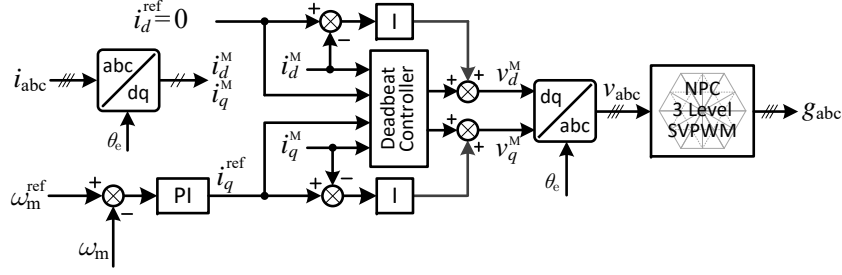 i_d^ref=0
+
−
I
i_abc
abc
dq
i_d^M
i_q^M
θ_e
i_d^M
i_q^M
Deadbeat
Controller
+
+
v_d^M
+
+
v_q^M
dq
abc
θ_e
v_abc
NPC
3 Level
SVPWM
g_abc
ω_m^ref
+
−
ω_m
PI
i_q^ref
+
−
I